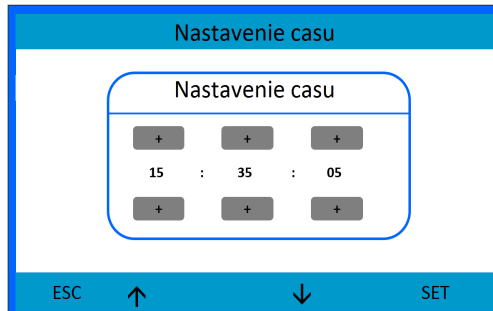 Nastavenie casu
Nastavenie casu
+ + +
15 : 35 : 05
+ + +
ESC ↑ ↓ SET